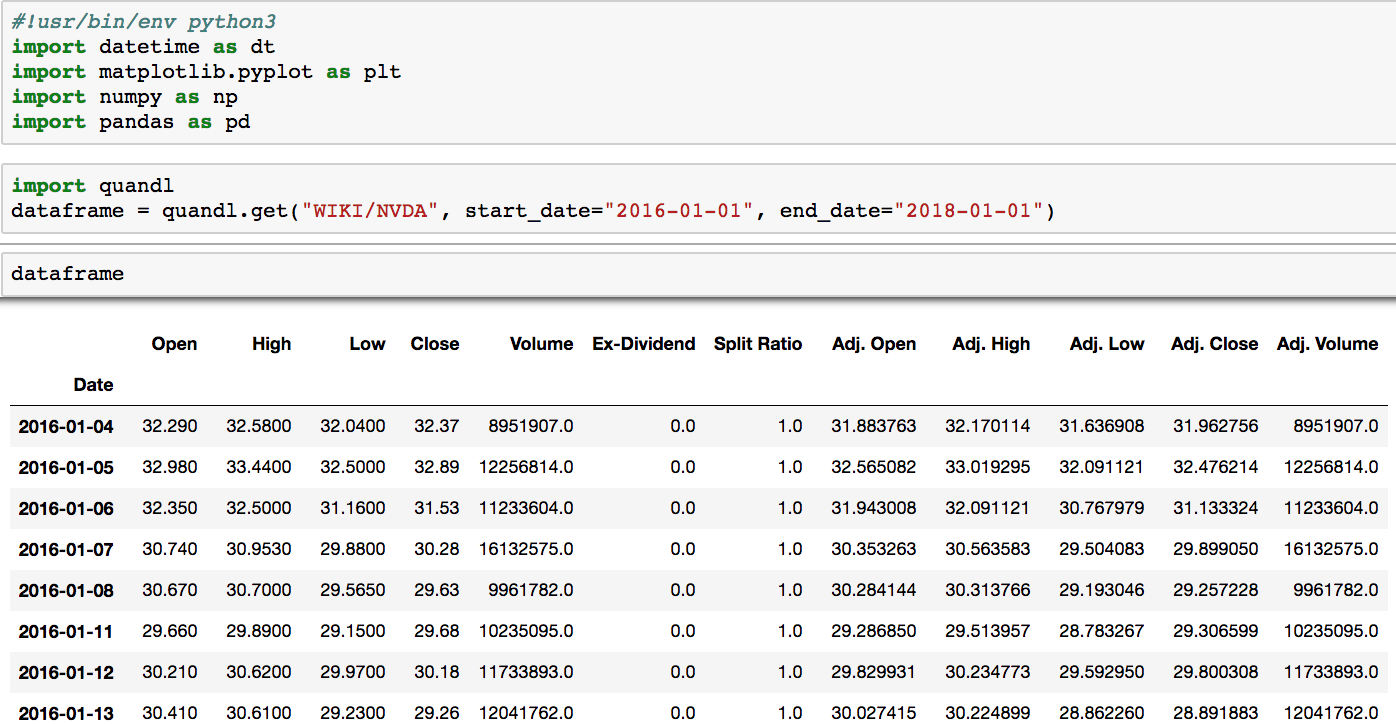 #!usr/bin/env python3
import datetime as dt
import matplotlib.pyplot as plt
import numpy as np
import pandas as pd
import quandl
dataframe = quandl.get("WIKI/NVDA", start_date="2016-01-01", end_date="2018-01-01")
dataframe
Open High Low Close Volume Ex-Dividend Split Ratio Adj. Open Adj. High Adj. Low Adj. Close Adj. Volume
Date
2016-01-04 32.290 32.5800 32.0400 32.37 8951907.0 0.0 1.0 31.883763 32.170114 31.636908 31.962756 8951907.0
2016-01-05 32.980 33.4400 32.5000 32.89 12256814.0 0.0 1.0 32.565082 33.019295 32.091121 32.476214 12256814.0
2016-01-06 32.350 32.5000 31.1600 31.53 11233604.0 0.0 1.0 31.943008 32.091121 30.767979 31.133324 11233604.0
2016-01-07 30.740 30.9530 29.8800 30.28 16132575.0 0.0 1.0 30.353263 30.563583 29.504083 29.899050 16132575.0
2016-01-08 30.670 30.7000 29.5650 29.63 9961782.0 0.0 1.0 30.284144 30.313766 29.193046 29.257228 9961782.0
2016-01-11 29.660 29.8900 29.1500 29.68 10235095.0 0.0 1.0 29.286850 29.513957 28.783267 29.306599 10235095.0
2016-01-12 30.210 30.6200 29.9700 30.18 11733893.0 0.0 1.0 29.829931 30.234773 29.592950 29.800308 11733893.0
2016-01-13 30.410 30.6100 29.2300 29.26 12041762.0 0.0 1.0 30.027415 30.224899 28.862260 28.891883 12041762.0